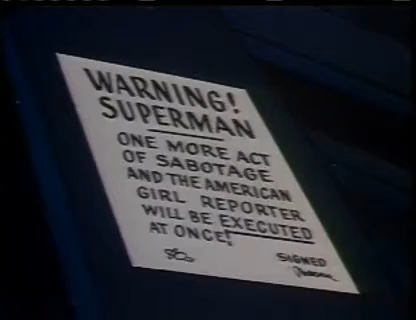 WARNING!
SUPERMAN
ONE MORE ACT
OF SABOTAGE
AND THE AMERICAN
GIRL REPORTER
WILL BE EXECUTED
AT ONCE!
SIGNED